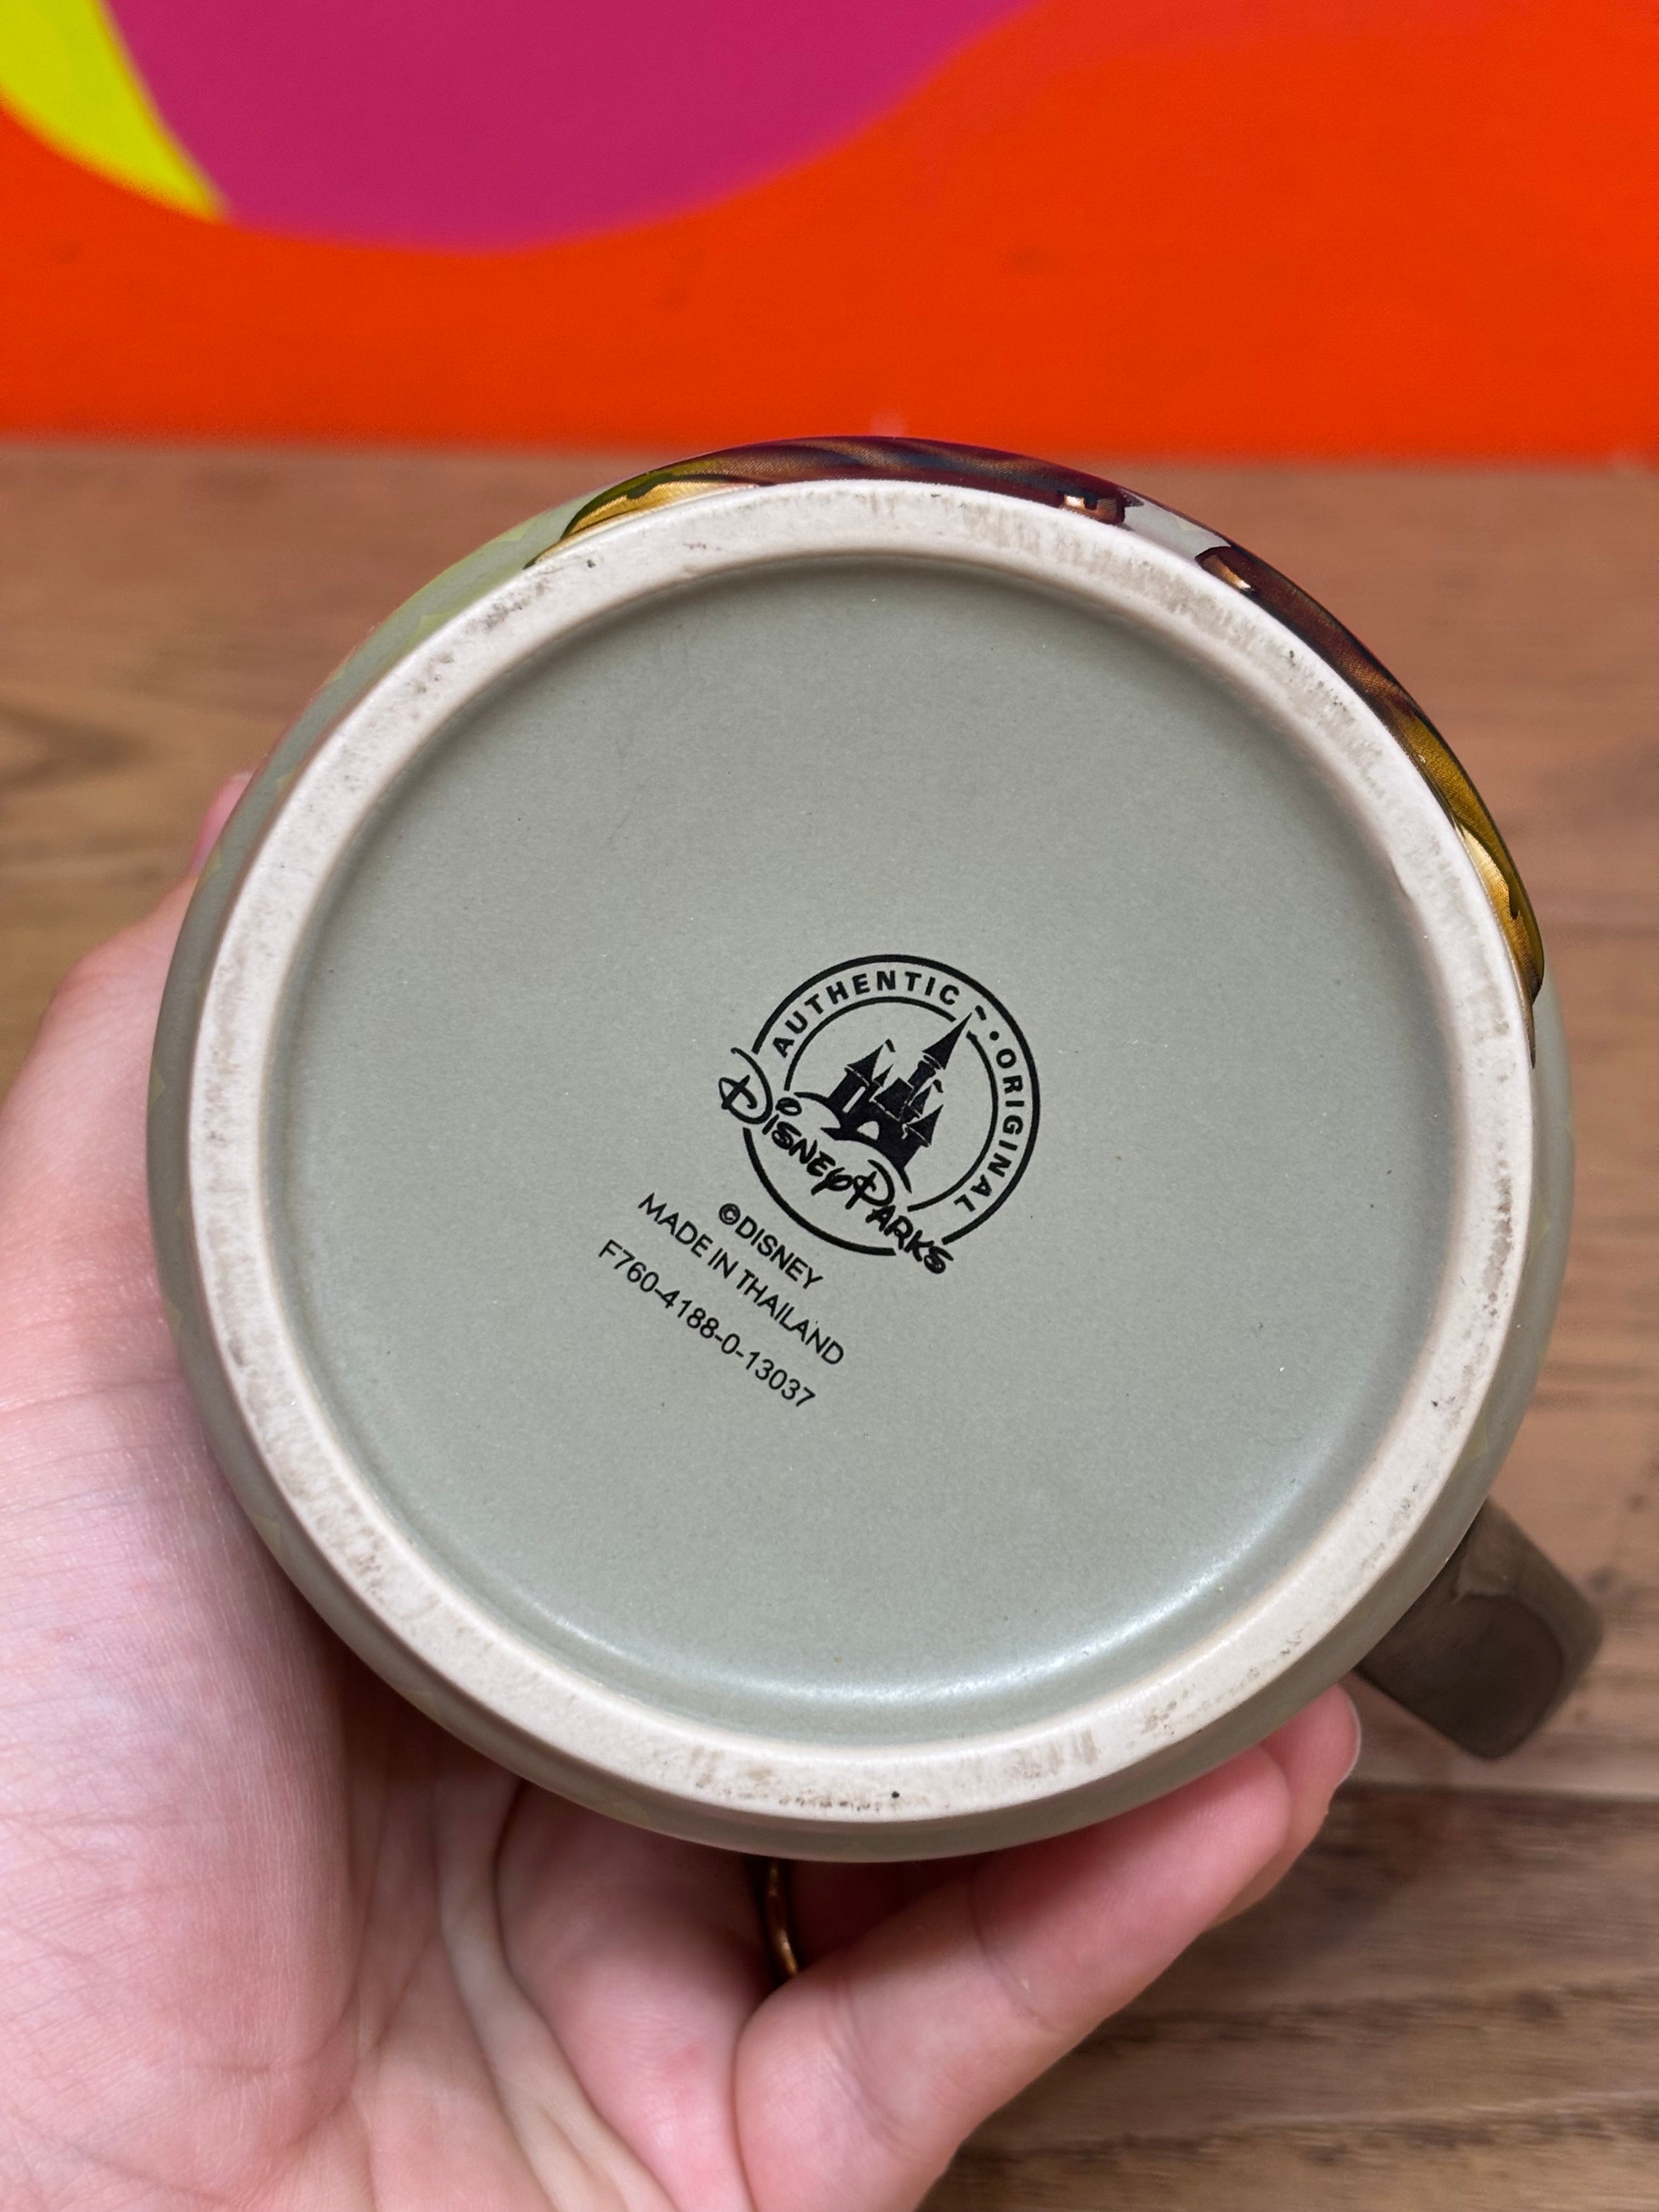 AUTHENTIC • ORIGINAL
Disney Parks
©DISNEY
MADE IN THAILAND
F760-4188-0-13037